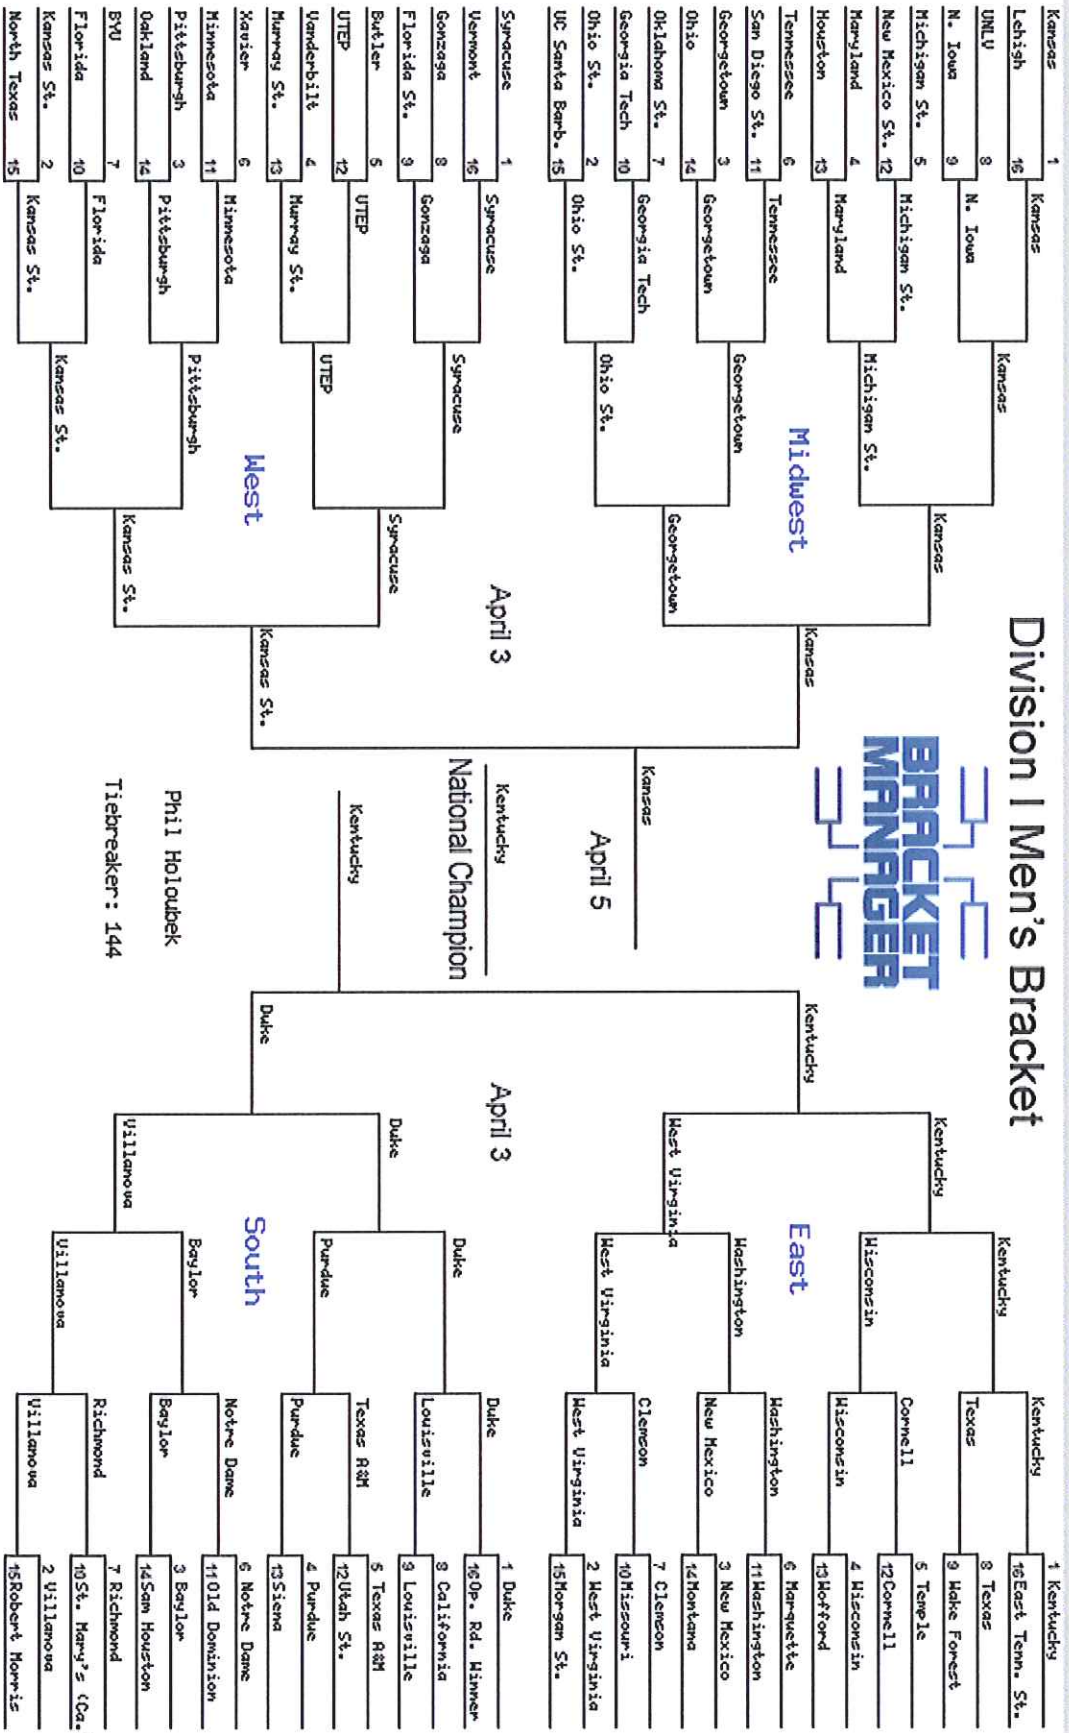 Division I Men's Bracket
BRACKET
MANAGER
Kansas 1
Lehigh 16
UNLV 8
N. Iowa 9
Michigan St. 5
New Mexico St. 12
Maryland 4
Houston 13
Tennessee 6
San Diego St. 11
Georgetown 3
Ohio 14
Oklahoma St. 7
Georgia Tech 10
Ohio St. 2
UC Santa Barb. 15
Kansas
N. Iowa
Michigan St.
Maryland
Tennessee
Georgetown
Georgia Tech
Ohio St.
Kansas
Michigan St.
Georgetown
Ohio St.
Midwest
Kansas
Georgetown
Kansas
Syracuse 1
Vermont 16
Gonzaga 8
Florida St. 9
Butler 5
UTEP 12
Vanderbilt 4
Murray St. 13
Xavier 6
Minnesota 11
Pittsburgh 3
Oakland 14
BYU 7
Florida 10
Kansas St. 2
North Texas 15
Syracuse
Gonzaga
UTEP
Murray St.
Minnesota
Pittsburgh
Florida
Kansas St.
Syracuse
UTEP
Pittsburgh
Kansas St.
West
Syracuse
Kansas St.
Kansas St.
April 3
Kansas
April 5
Kentucky
National Champion
Kentucky
Phil Holoubek
Tiebreaker: 144
April 3
Kentucky
Duke
Kentucky
West Virginia
East
Kentucky
Wisconsin
Washington
West Virginia
Kentucky
Texas
Cornell
Wisconsin
Washington
New Mexico
Clemson
West Virginia
1 Kentucky
16 East Tenn. St.
8 Texas
9 Wake Forest
5 Temple
12 Cornell
4 Wisconsin
13 Wofford
6 Marquette
11 Washington
3 New Mexico
14 Montana
7 Clemson
10 Missouri
2 West Virginia
15 Morgan St.
Duke
Villanova
South
Duke
Purdue
Baylor
Villanova
Duke
Louisville
Texas A&M
Purdue
Notre Dame
Baylor
Richmond
Villanova
1 Duke
16 Op. Rd. Winner
8 California
9 Louisville
5 Texas A&M
12 Utah St.
4 Purdue
13 Siena
6 Notre Dame
11 Old Dominion
3 Baylor
14 Sam Houston
7 Richmond
10 St. Mary's (Ca.
2 Villanova
15 Robert Morris